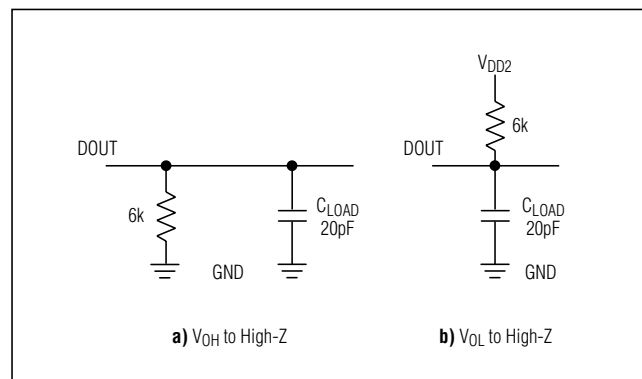 DOUT
6k
C_LOAD
20pF
GND
a) V_OH to High-Z
V_DD2
6k
DOUT
C_LOAD
20pF
GND
b) V_OL to High-Z